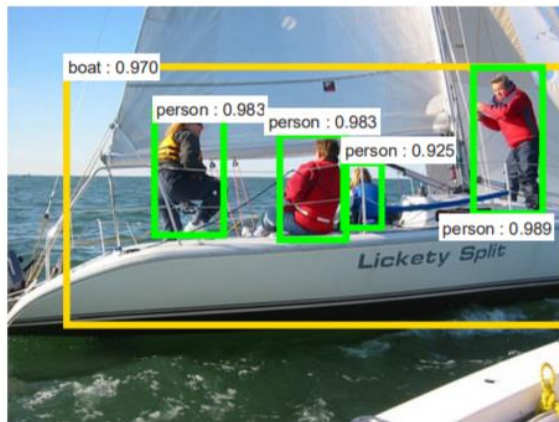 boat : 0.970
person : 0.983
person : 0.983
person : 0.925
person : 0.989
Lickety Split